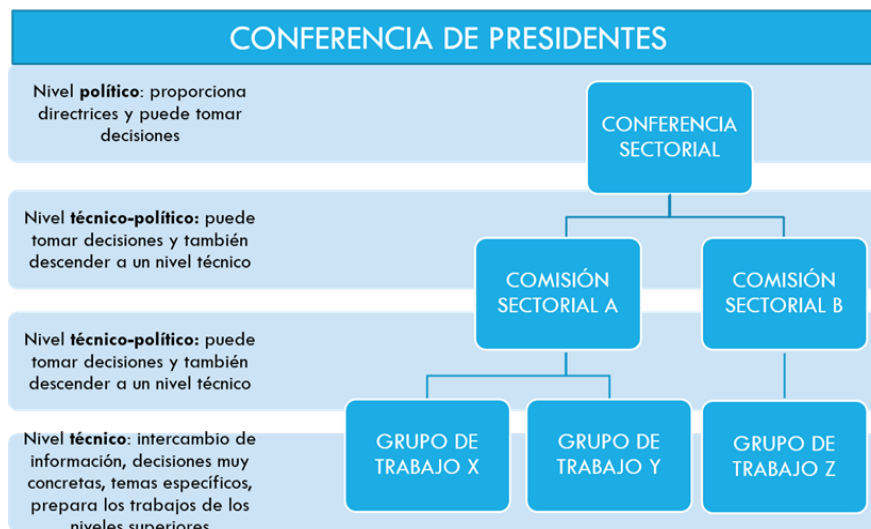 CONFERENCIA DE PRESIDENTES
Nivel político: proporciona
directrices y puede tomar
decisiones
CONFERENCIA
SECTORIAL
Nivel técnico-político: puede
tomar decisiones y también
descender a un nivel técnico
COMISIÓN
SECTORIAL A
COMISIÓN
SECTORIAL B
Nivel técnico-político: puede
tomar decisiones y también
descender a un nivel técnico
Nivel técnico: intercambio de
información, decisiones muy
concretas, temas específicos,
prepara los trabajos de los
niveles superiores
GRUPO DE
TRABAJO X
GRUPO DE
TRABAJO Y
GRUPO DE
TRABAJO Z